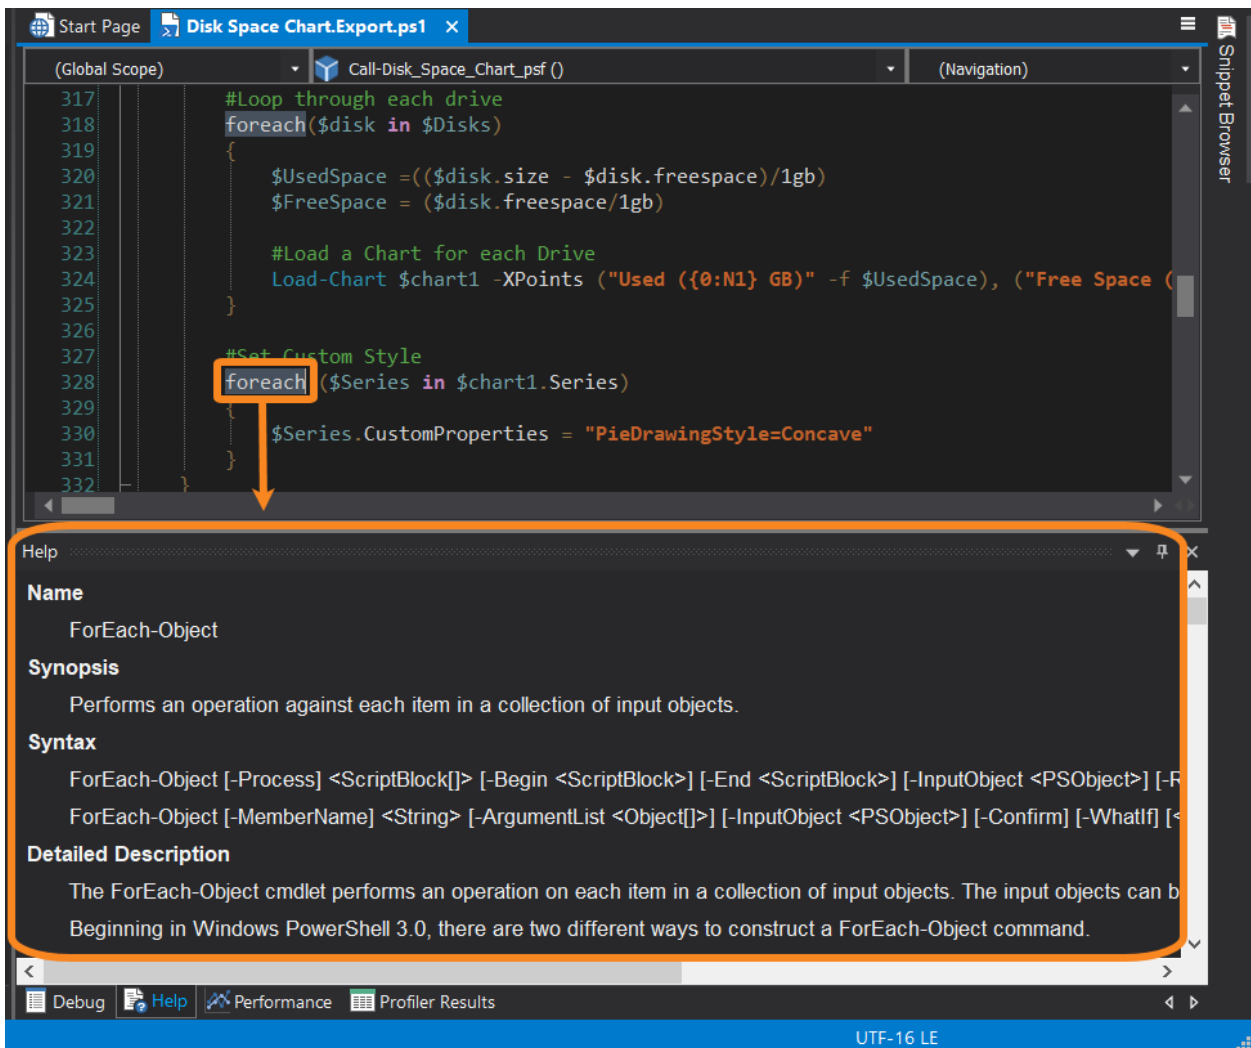 Start Page
Disk Space Chart.Export.ps1
Snippet Browser
(Global Scope)
Call-Disk_Space_Chart_psf ()
(Navigation)
317 #Loop through each drive
318 foreach($disk in $Disks)
319 {
320 $UsedSpace =(($disk.size - $disk.freespace)/1gb)
321 $FreeSpace = ($disk.freespace/1gb)
322
323 #Load a Chart for each Drive
324 Load-Chart $chart1 -XPoints ("Used ({0:N1} GB)" -f $UsedSpace), ("Free Space (
325 }
326
327 #Set Custom Style
328 foreach ($Series in $chart1.Series)
329 {
330 $Series.CustomProperties = "PieDrawingStyle=Concave"
331 }
332 }
Help
Name
ForEach-Object
Synopsis
Performs an operation against each item in a collection of input objects.
Syntax
ForEach-Object [-Process] <ScriptBlock[]> [-Begin <ScriptBlock>] [-End <ScriptBlock>] [-InputObject <PSObject>] [-R
ForEach-Object [-MemberName] <String> [-ArgumentList <Object[]>] [-InputObject <PSObject>] [-Confirm] [-WhatIf] [<
Detailed Description
The ForEach-Object cmdlet performs an operation on each item in a collection of input objects. The input objects can b
Beginning in Windows PowerShell 3.0, there are two different ways to construct a ForEach-Object command.
Debug
Help
Performance
Profiler Results
UTF-16 LE